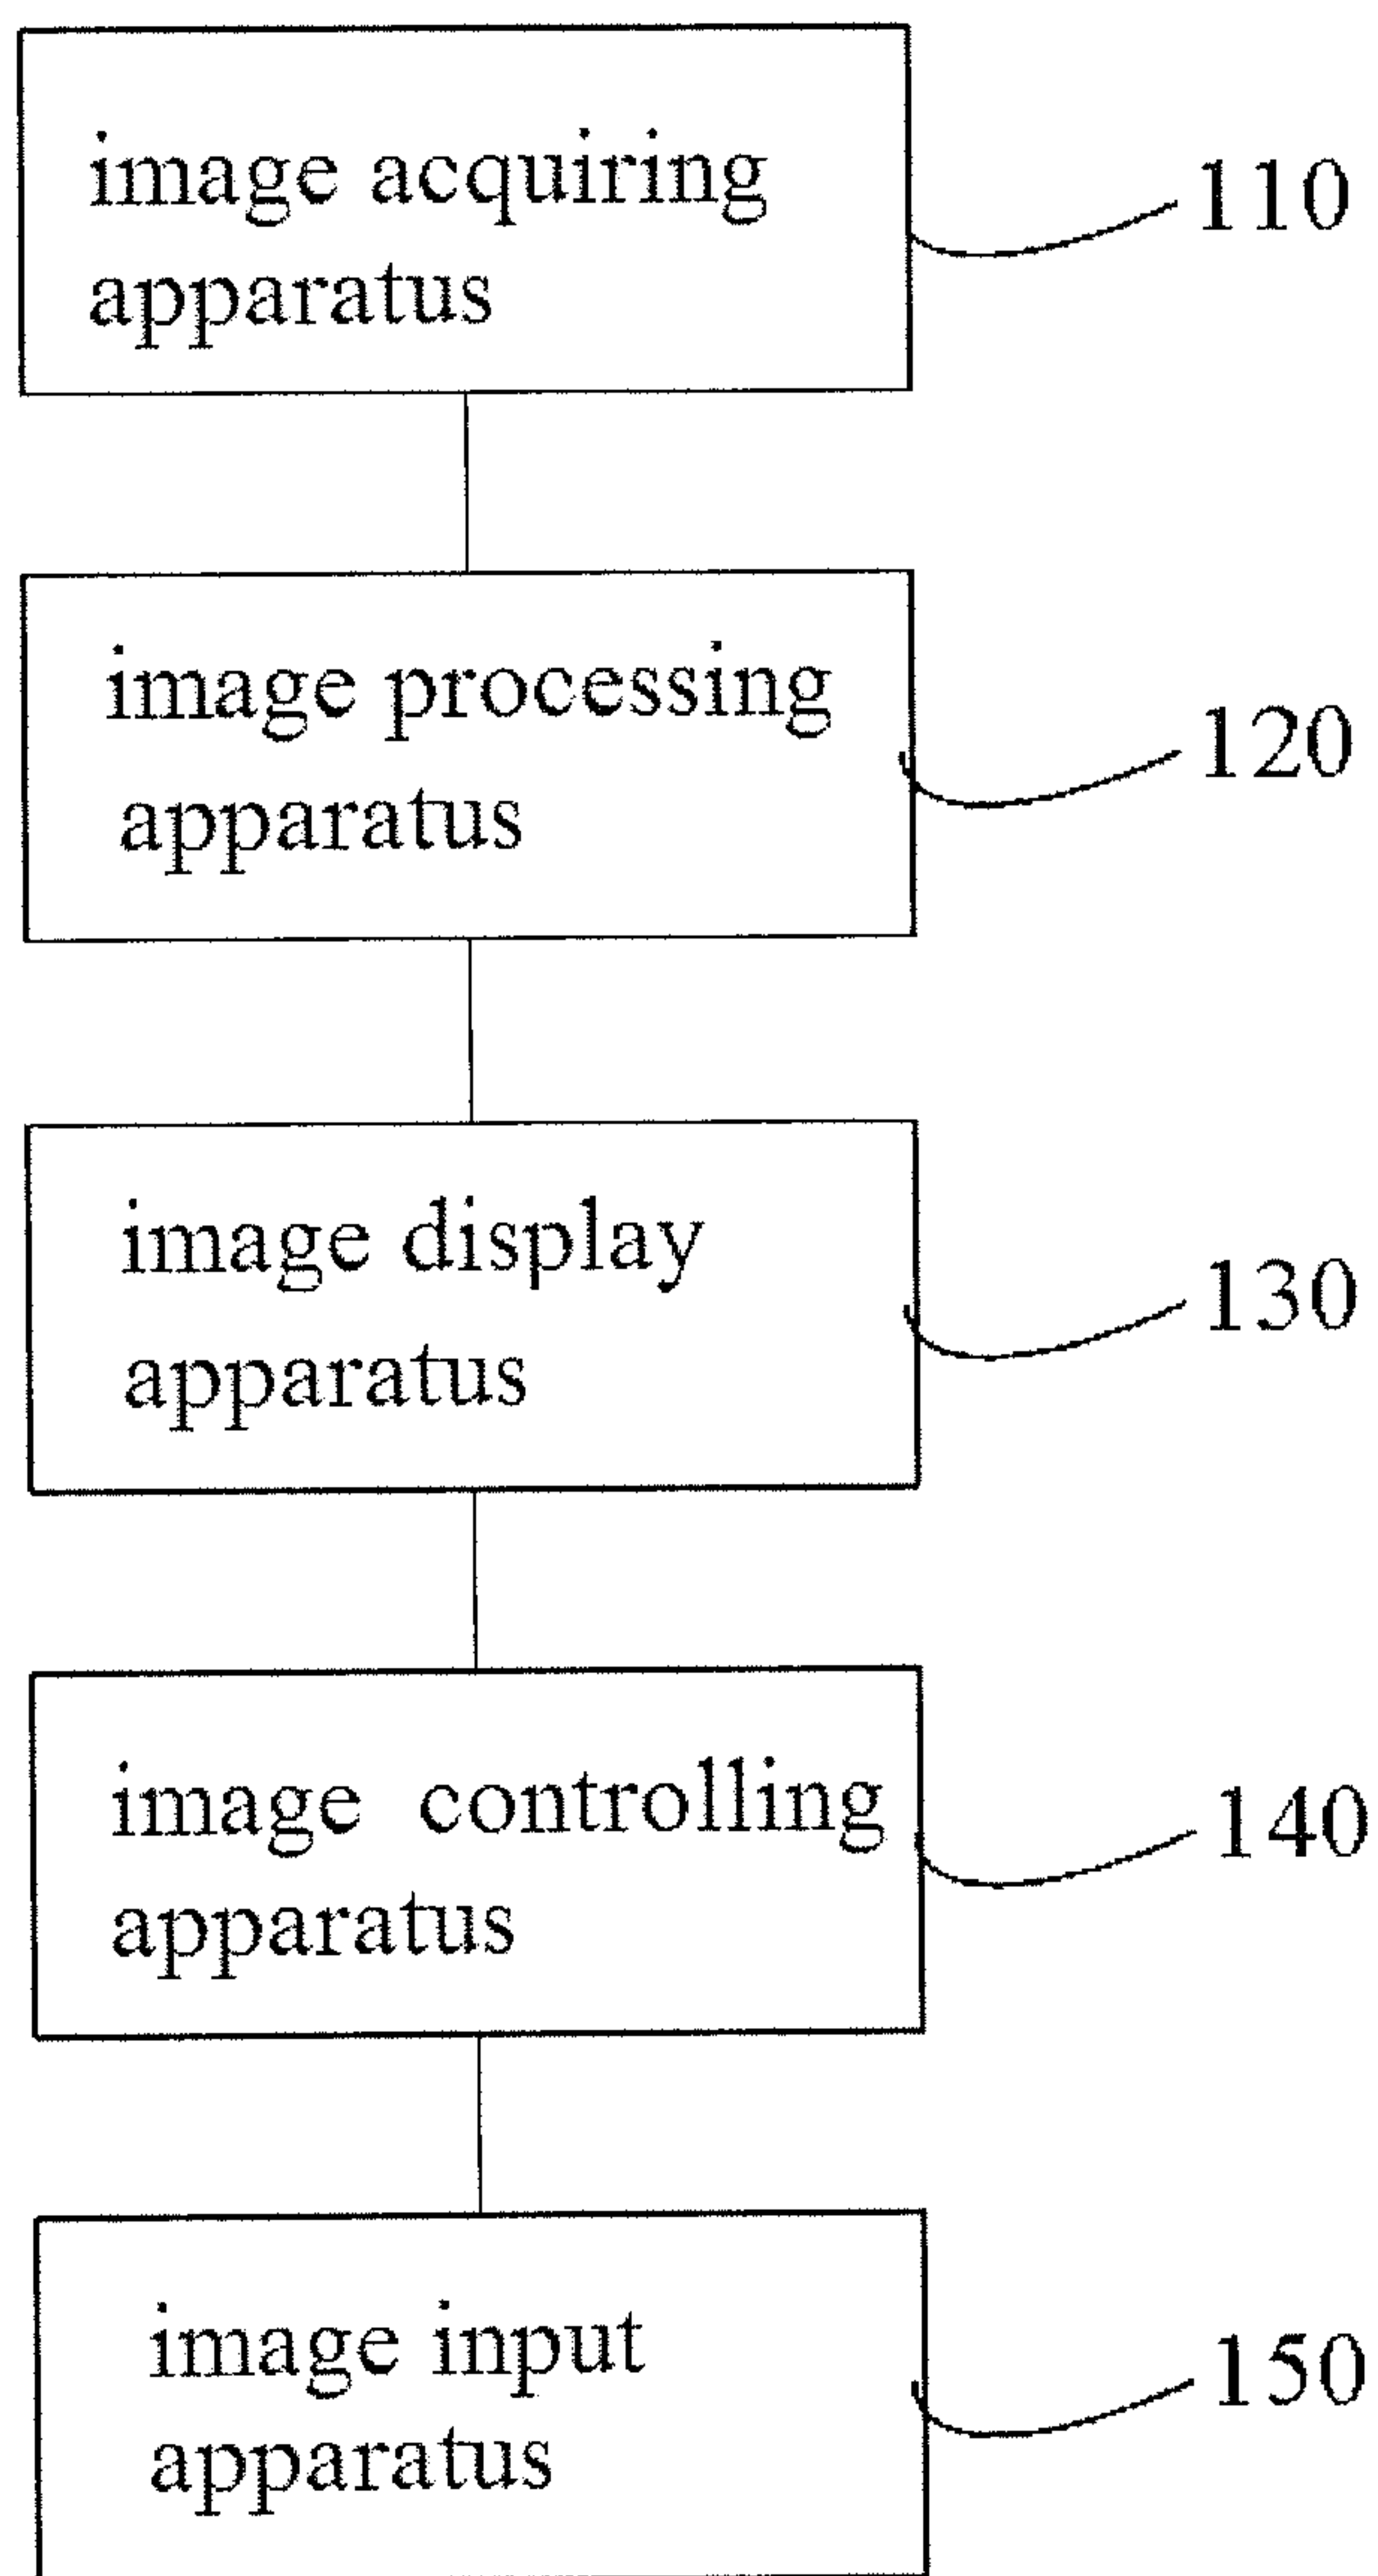 image acquiring
apparatus
110
image processing
apparatus
120
image display
apparatus
130
image controlling
apparatus
140
image input
apparatus
150